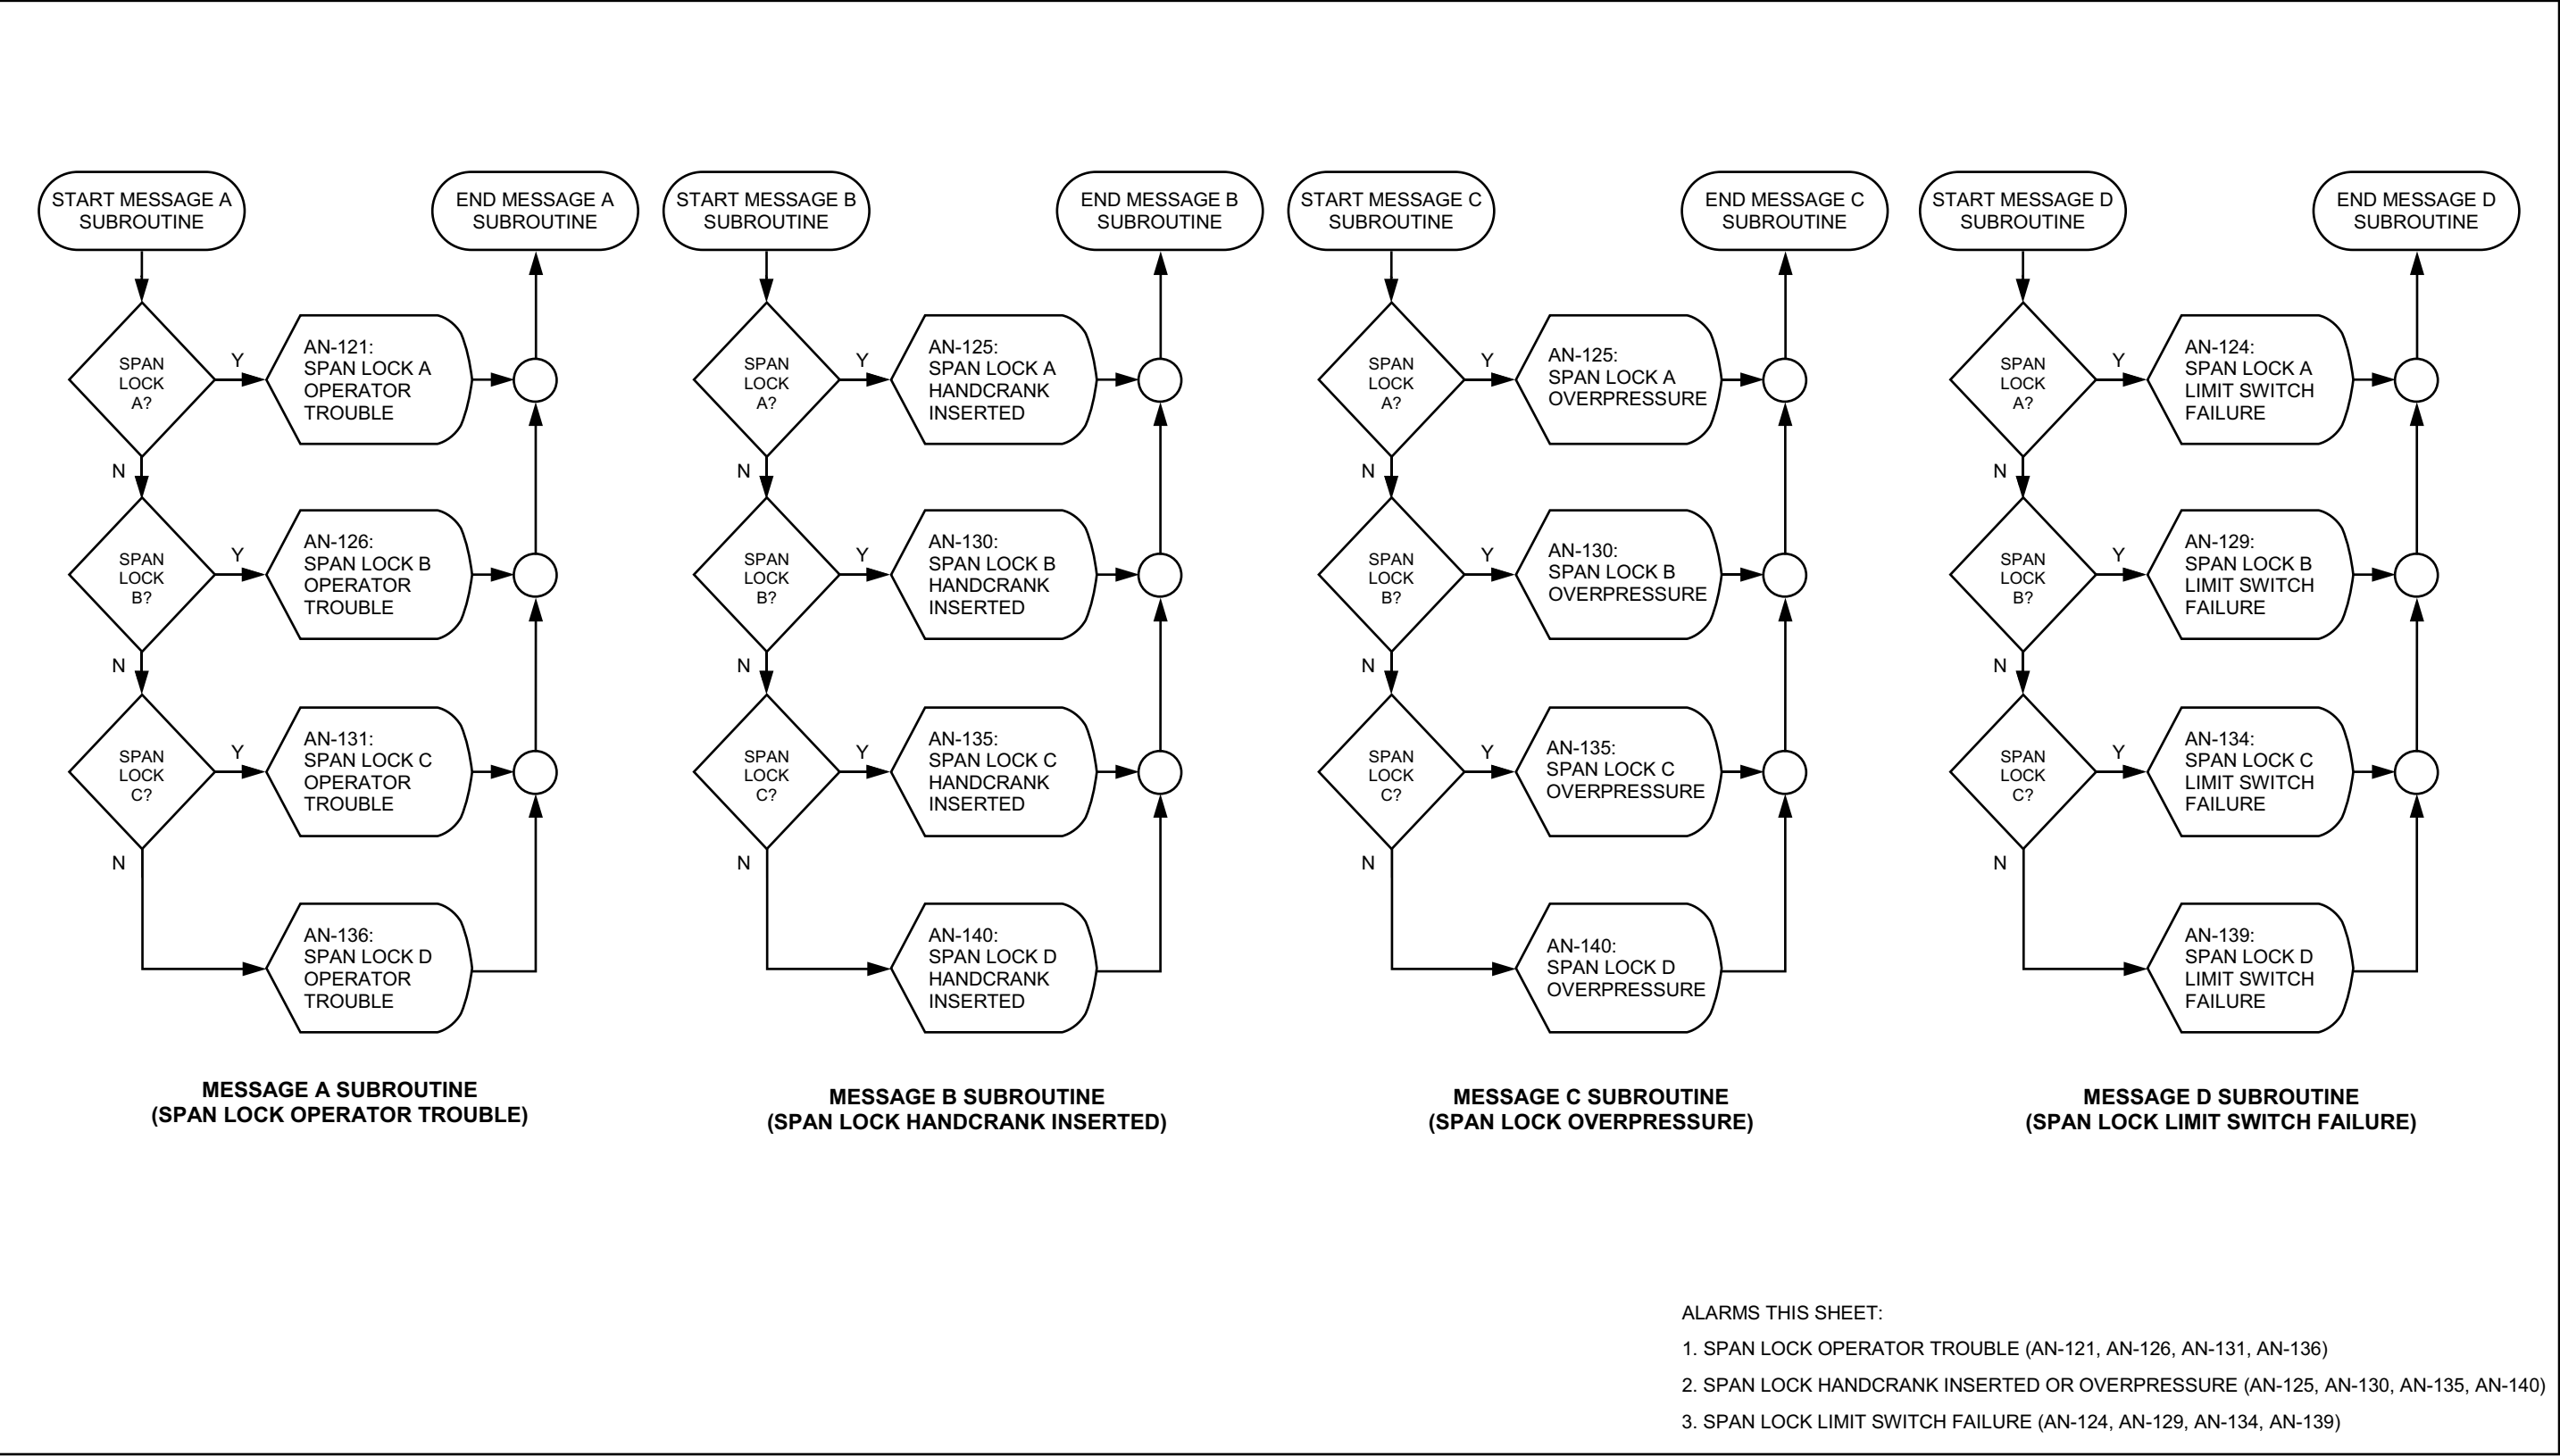 START MESSAGE A
SUBROUTINE
END MESSAGE A
SUBROUTINE
SPAN
LOCK
A?
Y
AN-121:
SPAN LOCK A
OPERATOR
TROUBLE
N
SPAN
LOCK
B?
Y
AN-126:
SPAN LOCK B
OPERATOR
TROUBLE
N
SPAN
LOCK
C?
Y
AN-131:
SPAN LOCK C
OPERATOR
TROUBLE
N
AN-136:
SPAN LOCK D
OPERATOR
TROUBLE
MESSAGE A SUBROUTINE
(SPAN LOCK OPERATOR TROUBLE)
START MESSAGE B
SUBROUTINE
END MESSAGE B
SUBROUTINE
SPAN
LOCK
A?
Y
AN-125:
SPAN LOCK A
HANDCRANK
INSERTED
N
SPAN
LOCK
B?
Y
AN-130:
SPAN LOCK B
HANDCRANK
INSERTED
N
SPAN
LOCK
C?
Y
AN-135:
SPAN LOCK C
HANDCRANK
INSERTED
N
AN-140:
SPAN LOCK D
HANDCRANK
INSERTED
MESSAGE B SUBROUTINE
(SPAN LOCK HANDCRANK INSERTED)
START MESSAGE C
SUBROUTINE
END MESSAGE C
SUBROUTINE
SPAN
LOCK
A?
Y
AN-125:
SPAN LOCK A
OVERPRESSURE
N
SPAN
LOCK
B?
Y
AN-130:
SPAN LOCK B
OVERPRESSURE
N
SPAN
LOCK
C?
Y
AN-135:
SPAN LOCK C
OVERPRESSURE
N
AN-140:
SPAN LOCK D
OVERPRESSURE
MESSAGE C SUBROUTINE
(SPAN LOCK OVERPRESSURE)
START MESSAGE D
SUBROUTINE
END MESSAGE D
SUBROUTINE
SPAN
LOCK
A?
Y
AN-124:
SPAN LOCK A
LIMIT SWITCH
FAILURE
N
SPAN
LOCK
B?
Y
AN-129:
SPAN LOCK B
LIMIT SWITCH
FAILURE
N
SPAN
LOCK
C?
Y
AN-134:
SPAN LOCK C
LIMIT SWITCH
FAILURE
N
AN-139:
SPAN LOCK D
LIMIT SWITCH
FAILURE
MESSAGE D SUBROUTINE
(SPAN LOCK LIMIT SWITCH FAILURE)
ALARMS THIS SHEET:
1. SPAN LOCK OPERATOR TROUBLE (AN-121, AN-126, AN-131, AN-136)
2. SPAN LOCK HANDCRANK INSERTED OR OVERPRESSURE (AN-125, AN-130, AN-135, AN-140)
3. SPAN LOCK LIMIT SWITCH FAILURE (AN-124, AN-129, AN-134, AN-139)